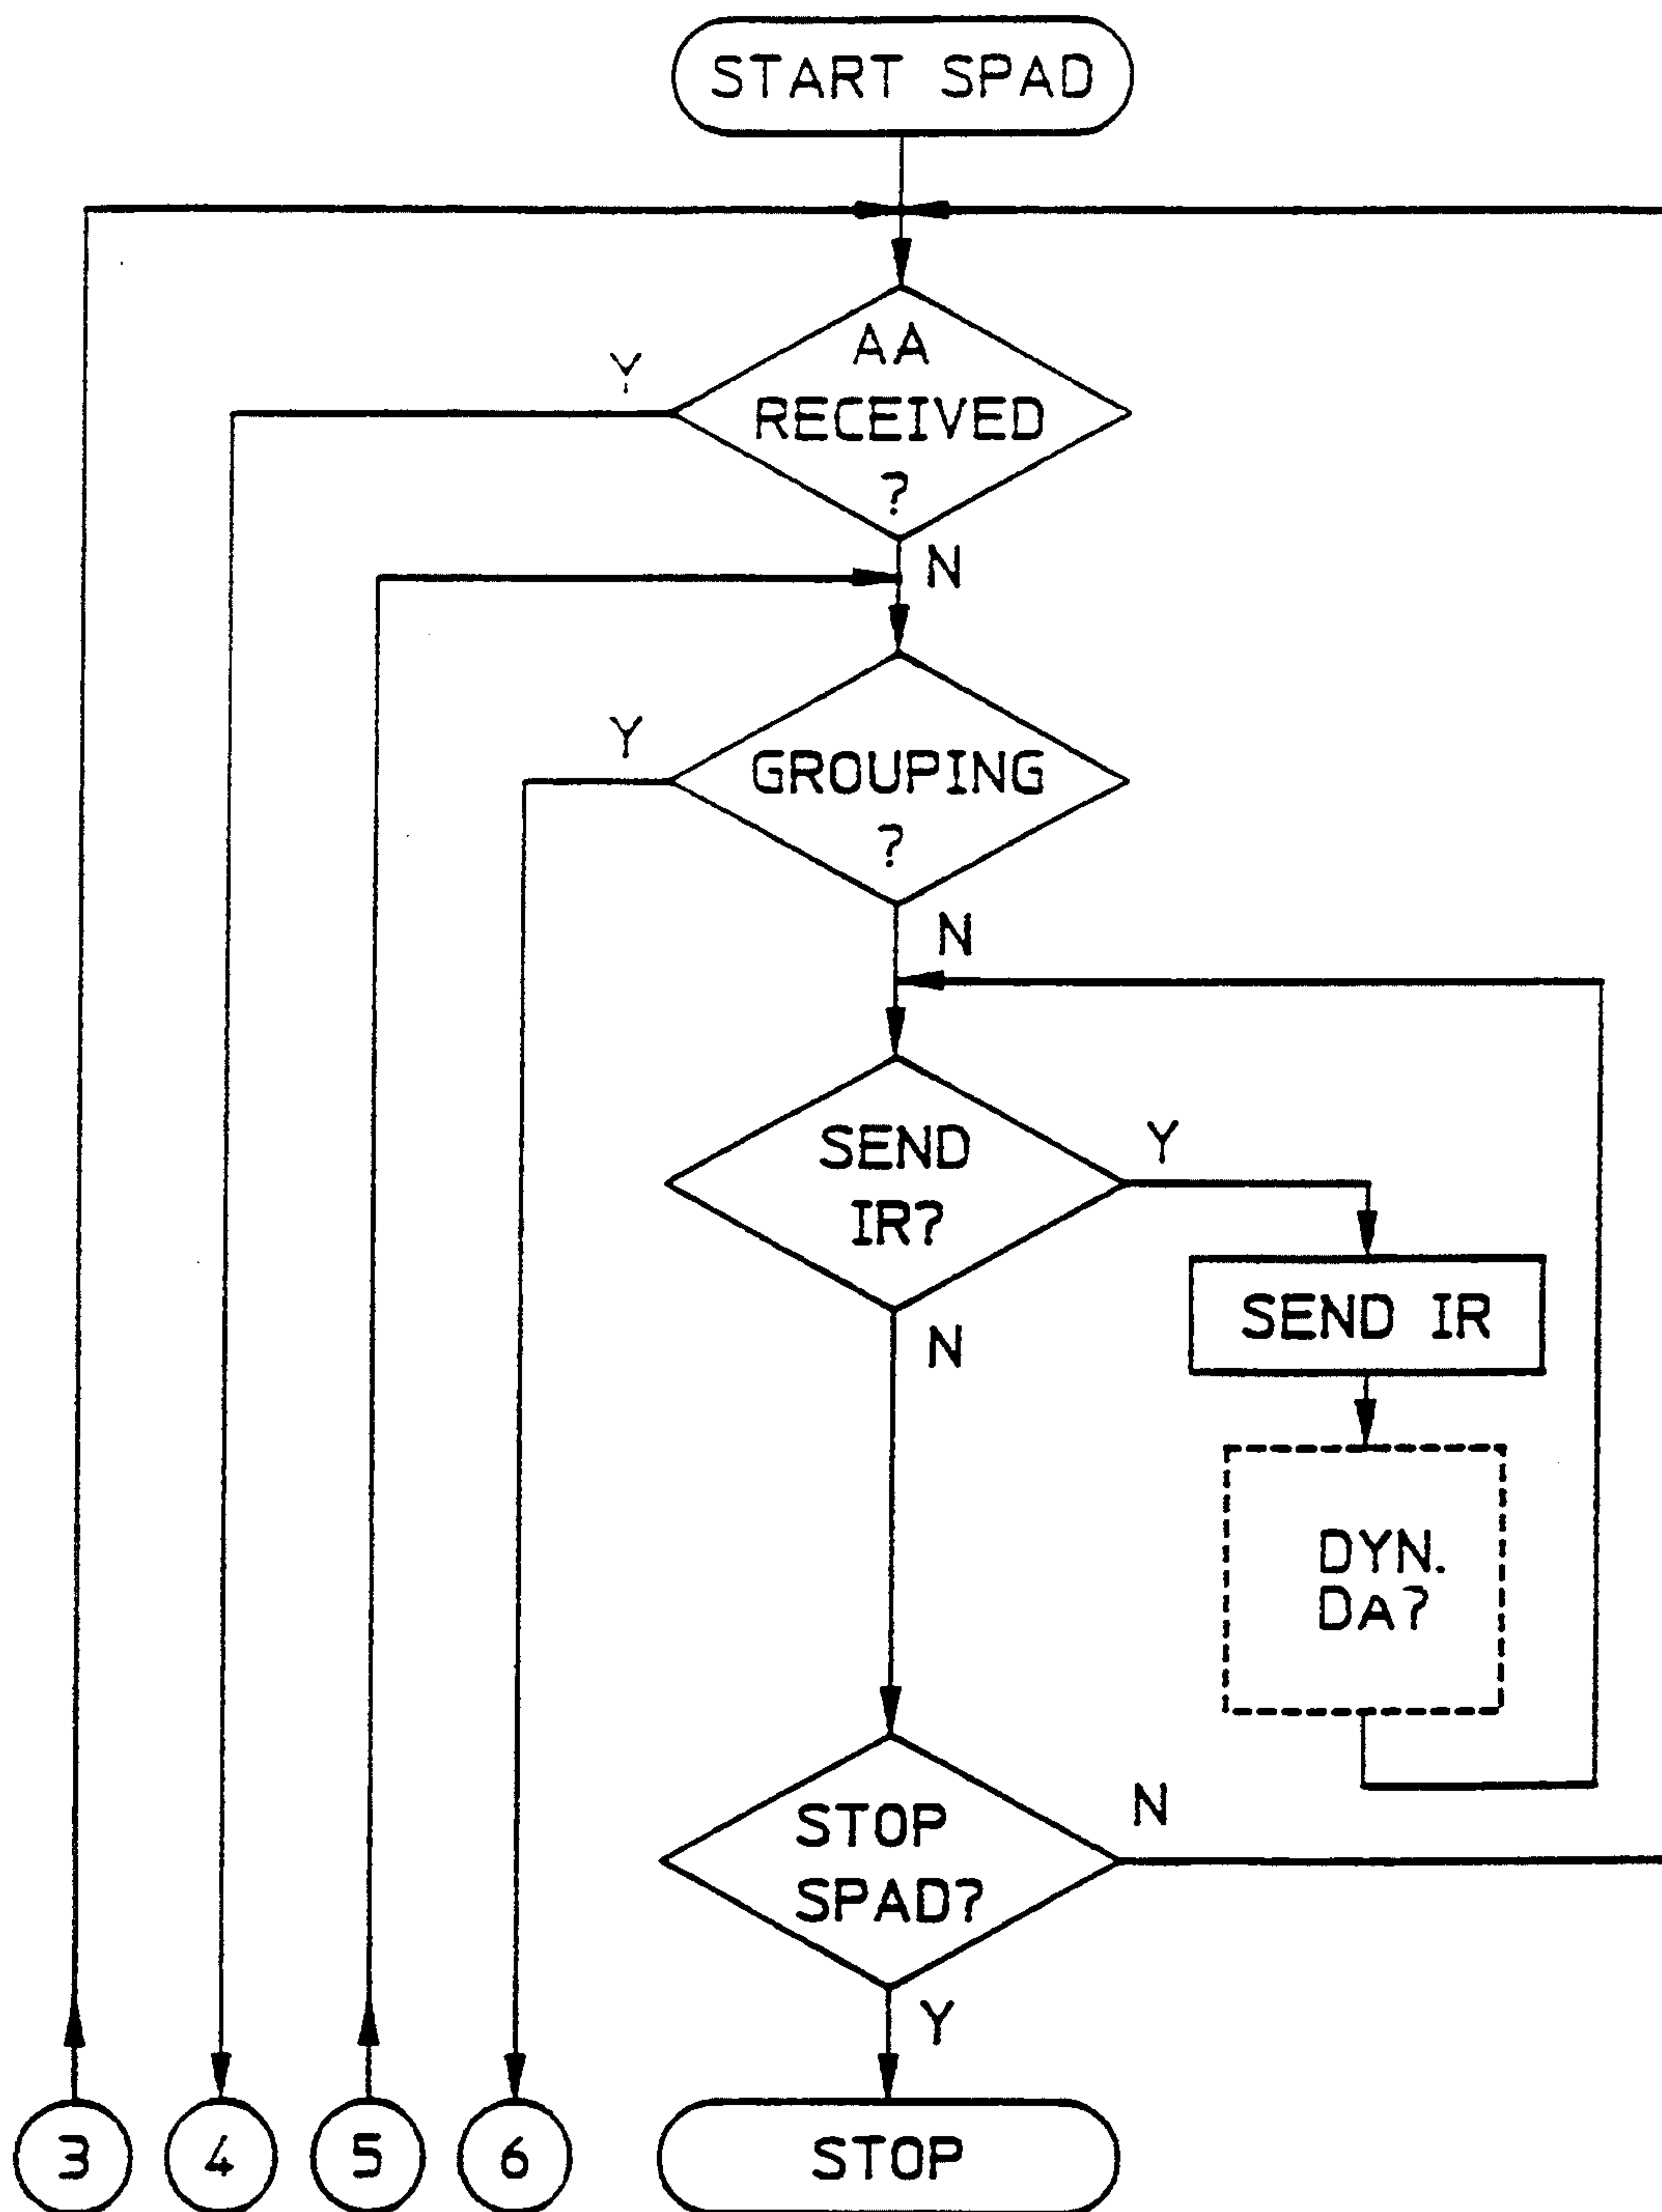 START SPAD
Y
AA
RECEIVED
?
N
Y
GROUPING
?
N
SEND
IR?
Y
N
SEND IR
DYN.
DA?
STOP
SPAD?
N
Y
3
4
5
6
STOP